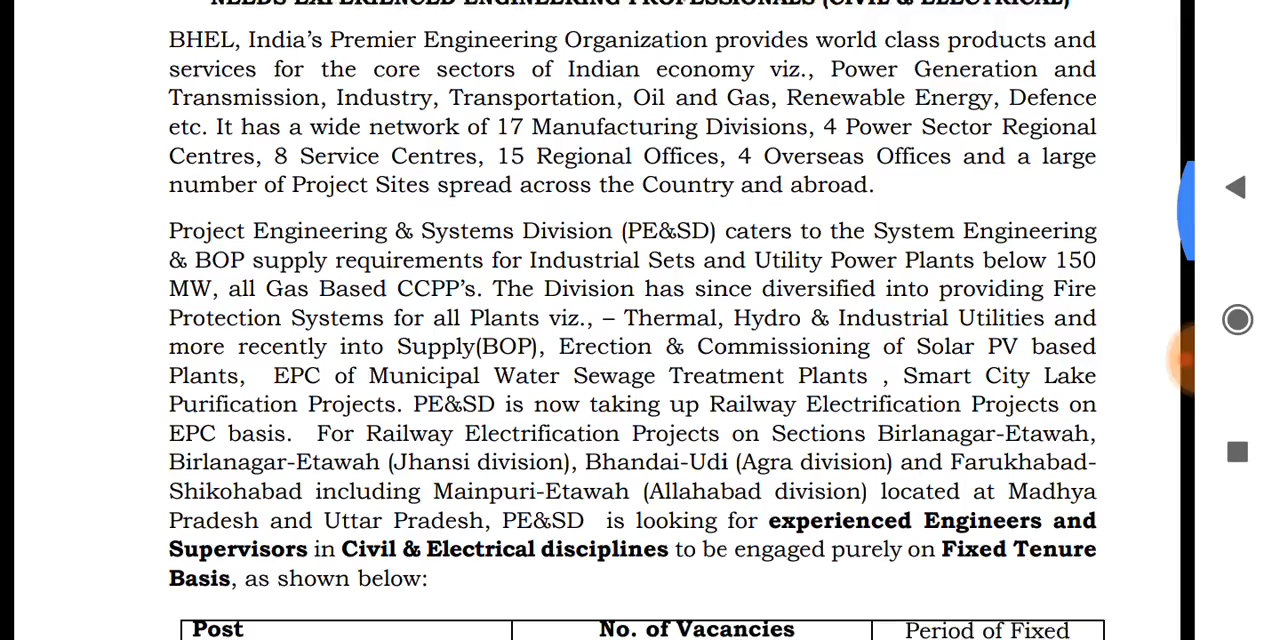 NEEDS EXPERIENCED ENGINEERING PROFESSIONALS (CIVIL & ELECTRICAL)
BHEL, India’s Premier Engineering Organization provides world class products and
services for the core sectors of Indian economy viz., Power Generation and
Transmission, Industry, Transportation, Oil and Gas, Renewable Energy, Defence
etc. It has a wide network of 17 Manufacturing Divisions, 4 Power Sector Regional
Centres, 8 Service Centres, 15 Regional Offices, 4 Overseas Offices and a large
number of Project Sites spread across the Country and abroad.
Project Engineering & Systems Division (PE&SD) caters to the System Engineering
& BOP supply requirements for Industrial Sets and Utility Power Plants below 150
MW, all Gas Based CCPP’s. The Division has since diversified into providing Fire
Protection Systems for all Plants viz., – Thermal, Hydro & Industrial Utilities and
more recently into Supply(BOP), Erection & Commissioning of Solar PV based
Plants, EPC of Municipal Water Sewage Treatment Plants , Smart City Lake
Purification Projects. PE&SD is now taking up Railway Electrification Projects on
EPC basis. For Railway Electrification Projects on Sections Birlanagar-Etawah,
Birlanagar-Etawah (Jhansi division), Bhandai-Udi (Agra division) and Farukhabad-
Shikohabad including Mainpuri-Etawah (Allahabad division) located at Madhya
Pradesh and Uttar Pradesh, PE&SD is looking for experienced Engineers and
Supervisors in Civil & Electrical disciplines to be engaged purely on Fixed Tenure
Basis, as shown below:
Post No. of Vacancies Period of Fixed